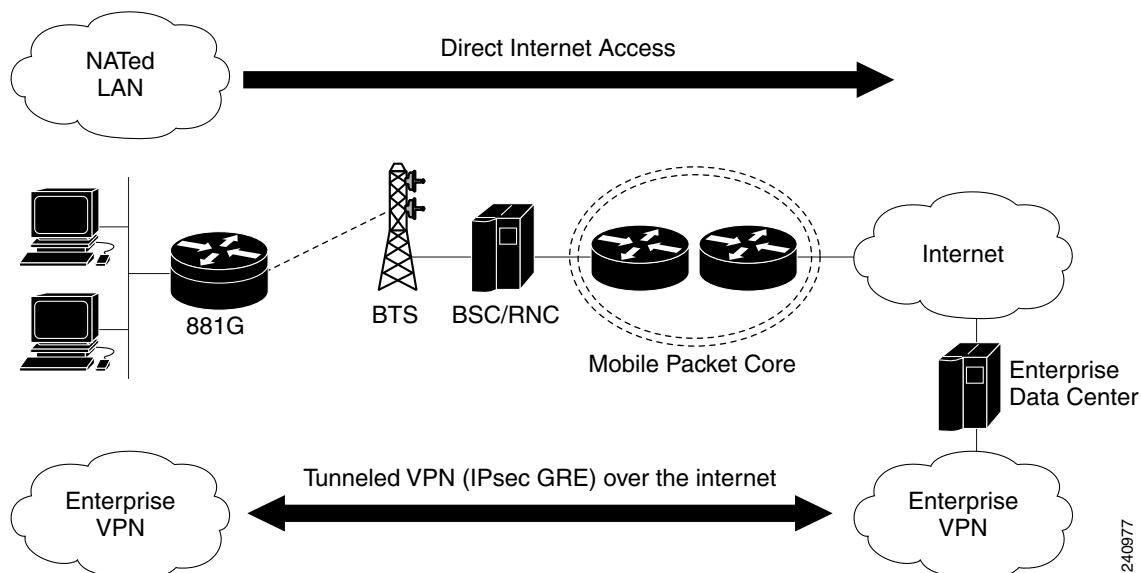 NATed
LAN
Direct Internet Access
881G
BTS
BSC/RNC
Mobile Packet Core
Internet
Enterprise
Data Center
Enterprise
VPN
Tunneled VPN (IPsec GRE) over the internet
Enterprise
VPN
240977